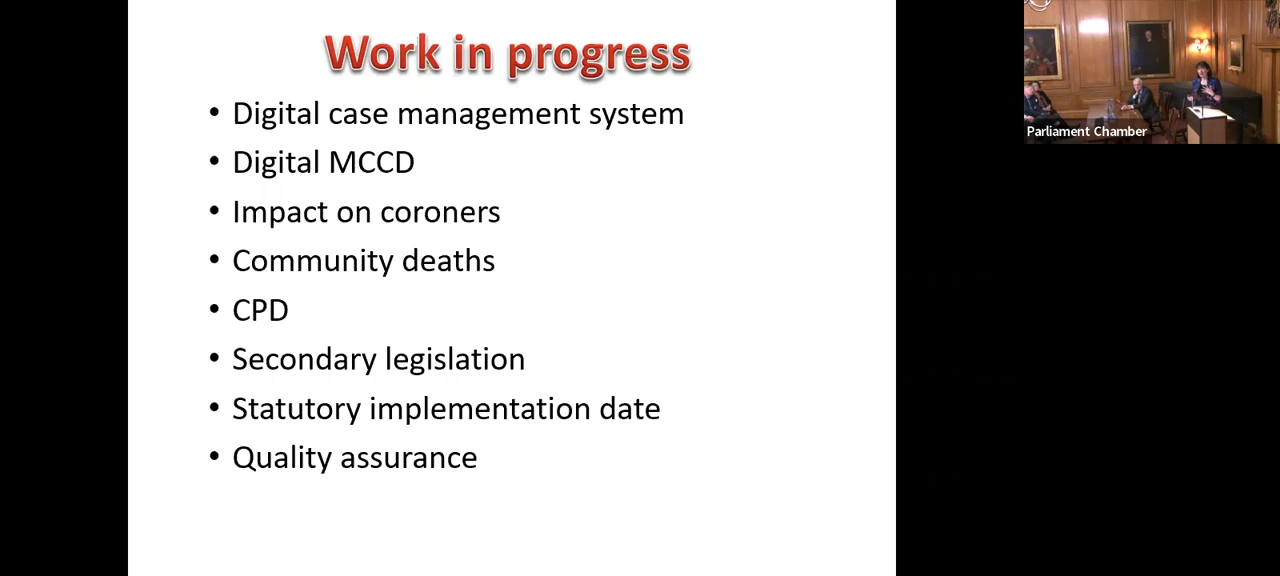 Work in progress
• Digital case management system
• Digital MCCD
• Impact on coroners
• Community deaths
• CPD
• Secondary legislation
• Statutory implementation date
• Quality assurance
Parliament Chamber